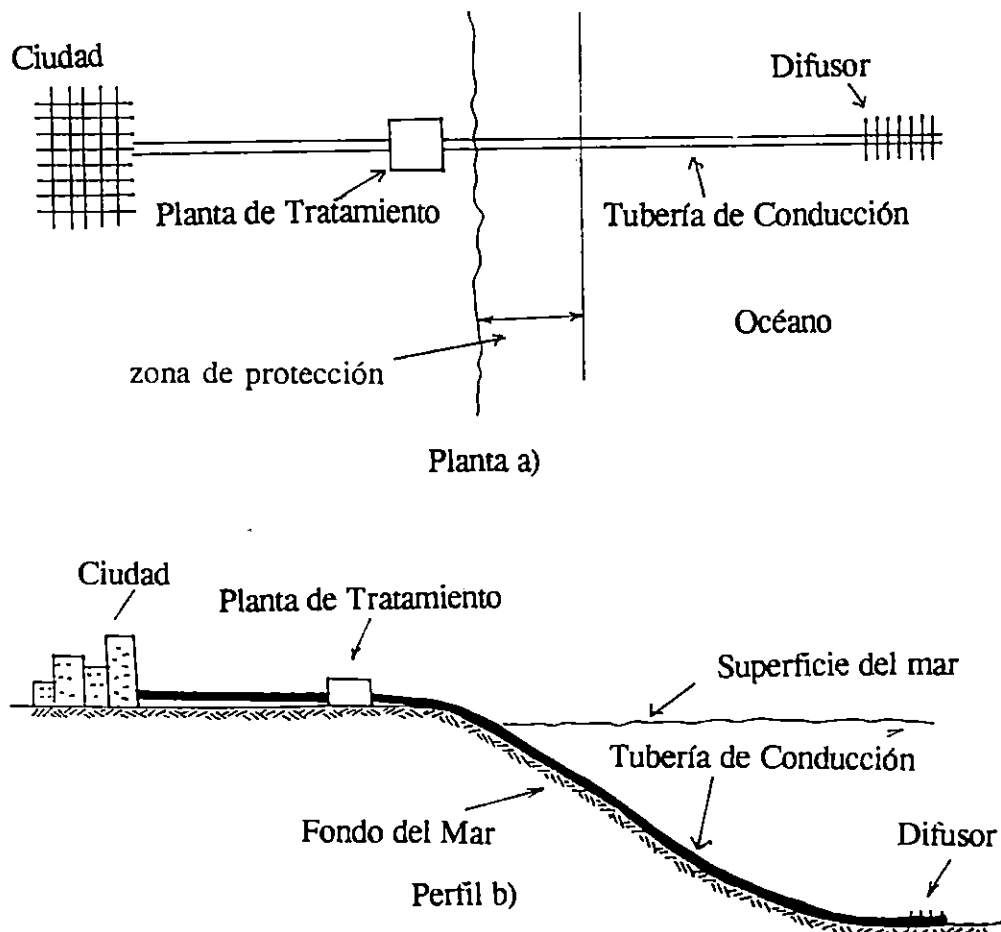 Ciudad
Difusor
Planta de Tratamiento
Tubería de Conducción
Océano
zona de protección
Planta a)
Ciudad
Planta de Tratamiento
Superficie del mar
Tubería de Conducción
Fondo del Mar
Difusor
Perfil b)